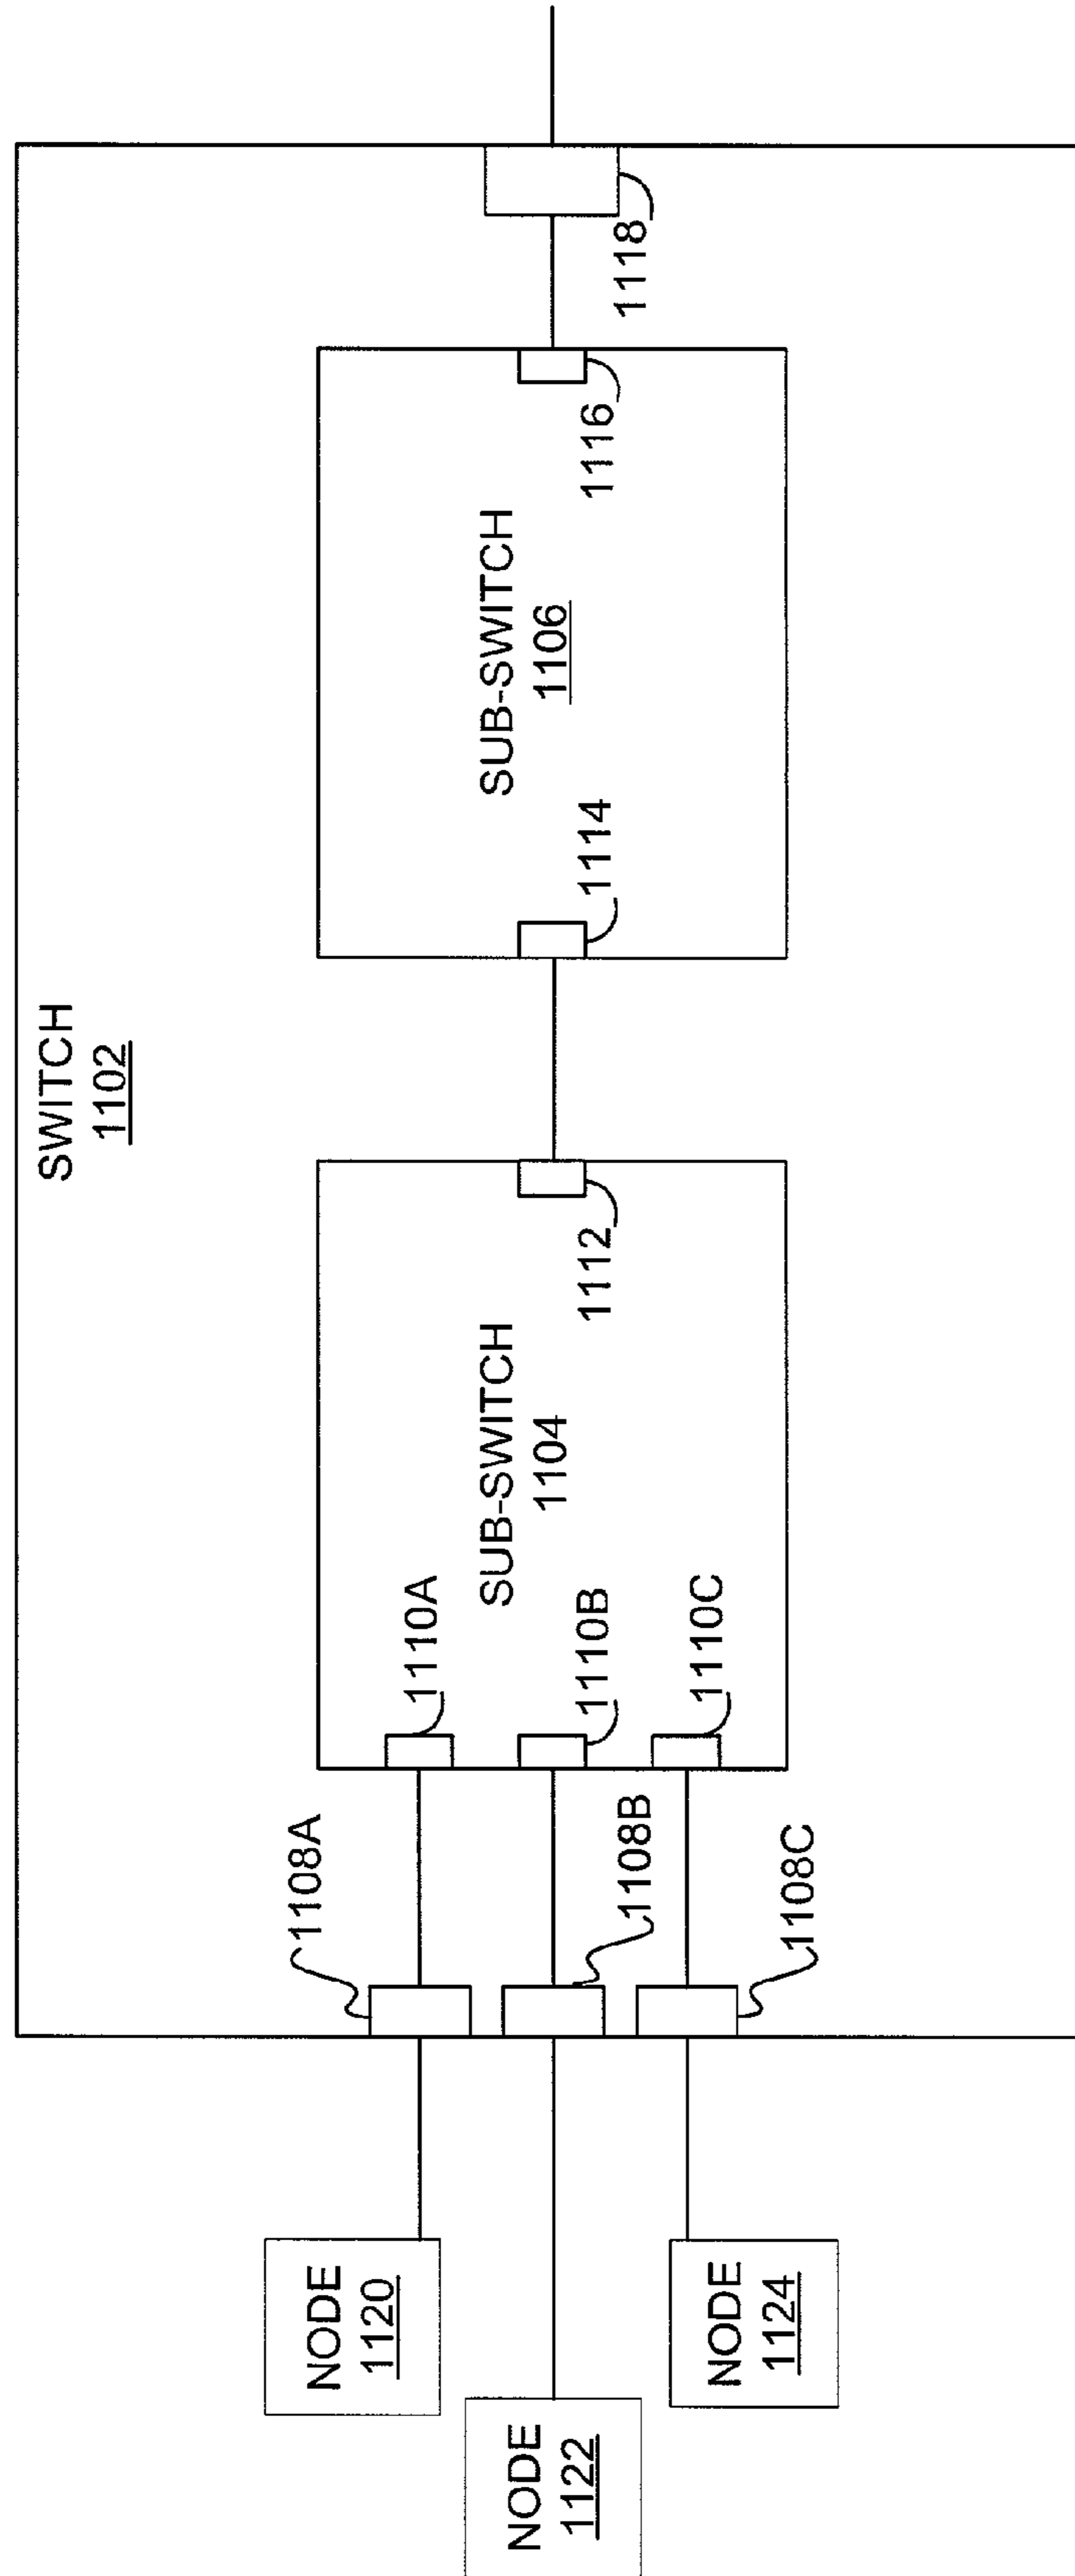 SWITCH
1102
SUB-SWITCH
1104
SUB-SWITCH
1106
1108A
1108B
1108C
1110A
1110B
1110C
1112
1114
1116
1118
NODE
1120
NODE
1122
NODE
1124